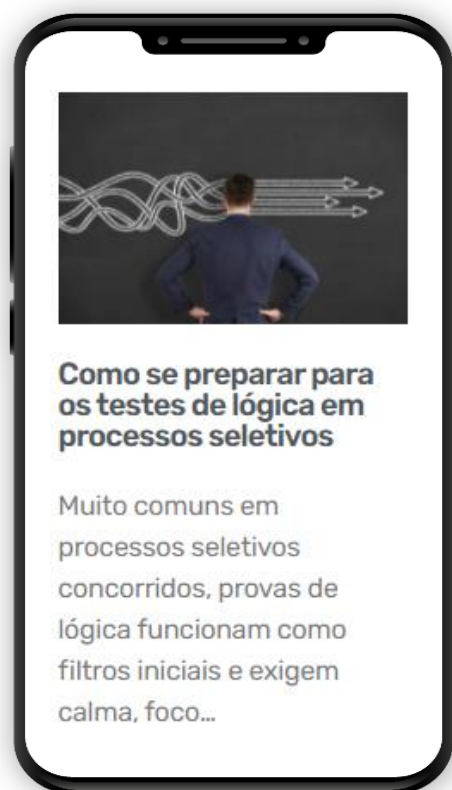 Como se preparar para
os testes de lógica em
processos seletivos
Muito comuns em
processos seletivos
concorridos, provas de
lógica funcionam como
filtros iniciais e exigem
calma, foco...